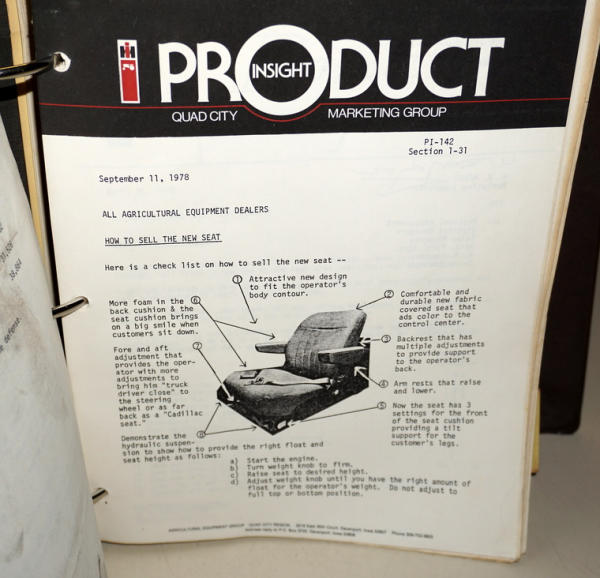 IH
PRODUCT
INSIGHT
QUAD CITY MARKETING GROUP
PI-142
Section 1-31
September 11, 1978
ALL AGRICULTURAL EQUIPMENT DEALERS
HOW TO SELL THE NEW SEAT
Here is a check list on how to sell the new seat --
1 Attractive new design
to fit the operator's
body contour.
2 Comfortable and
durable new fabric
covered seat that
ads color to the
control center.
3 Backrest that has
multiple adjustments
to provide support
to the operator's
back.
4 Arm rests that raise
and lower.
5 Now the seat has 3
settings for the front
of the seat cushion
providing a tilt
support for the
customer's legs.
More foam in the 6
back cushion & the
seat cushion brings
on a big smile when
customers sit down.
Fore and aft 7
adjustment that
provides the oper-
ator with more
adjustments to
bring him "truck
driver close" to
the steering
wheel or as far
back as a "Cadillac
seat."
Demonstrate the 8
hydraulic suspen-
sion to show how to provide the right float and
seat height as follows:
a) Start the engine.
b) Turn weight knob to firm.
c) Raise seat to desired height.
d) Adjust weight knob until you have the right amount of
float for the operator's weight. Do not adjust to
full top or bottom position.
AGRICULTURAL EQUIPMENT GROUP QUAD CITY REGION